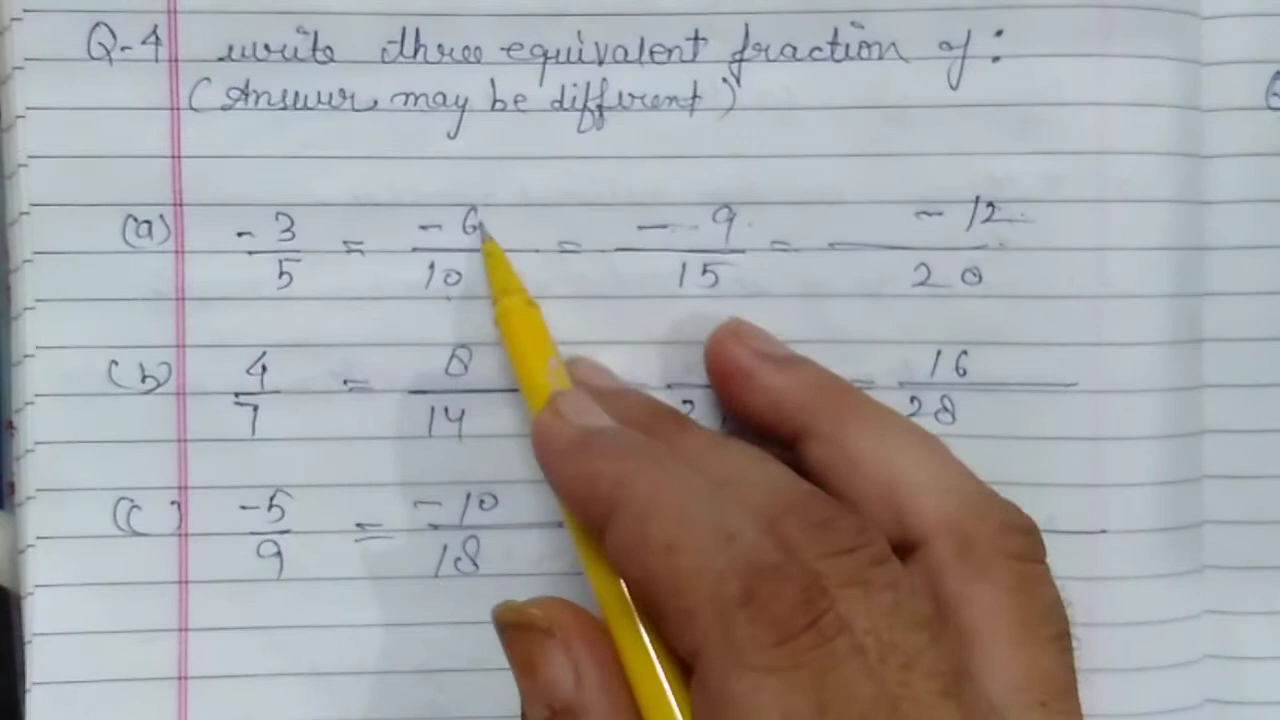 Q-4 write three equivalent fraction of :
(Answer may be different)
(a) -3/5 = -6/10 = -9/15 = -12/20
(b) 4/7 = 8/14 = 16/28
(c) -5/9 = -10/18